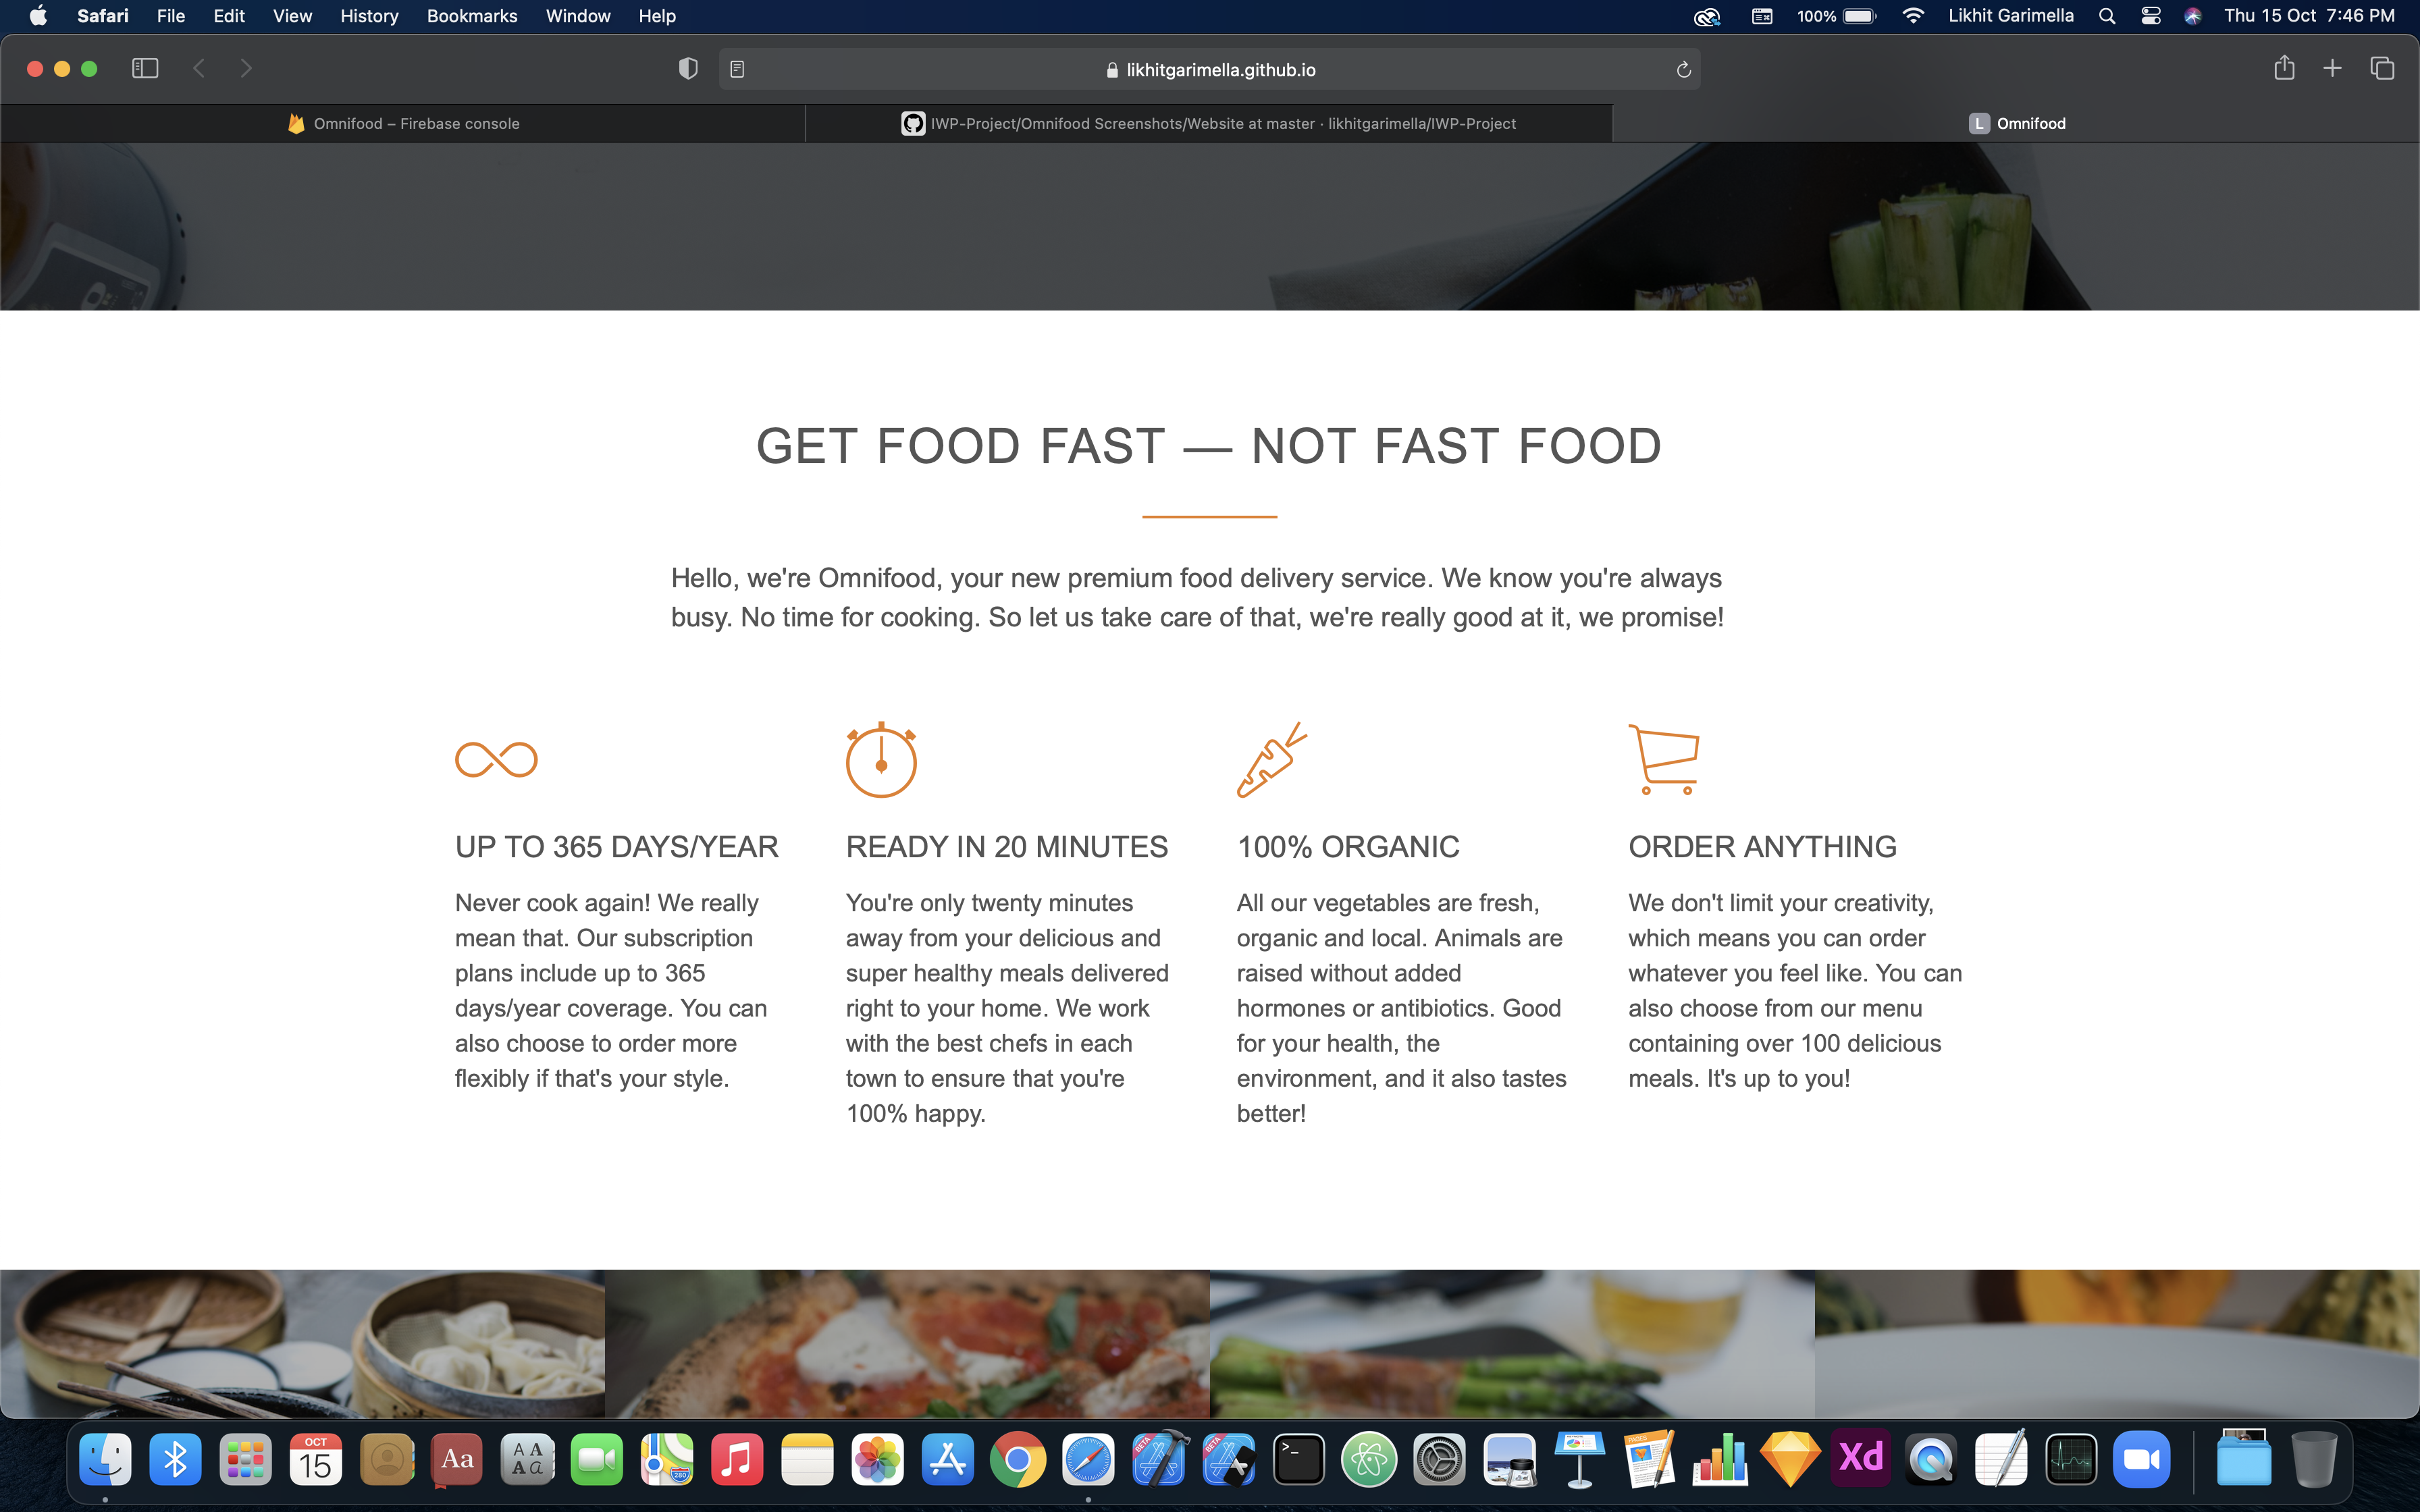 Safari File Edit View History Bookmarks Window Help 100% Likhit Garimella Thu 15 Oct 7:46 PM
likhitgarimella.github.io
Omnifood – Firebase console
IWP-Project/Omnifood Screenshots/Website at master · likhitgarimella/IWP-Project
L Omnifood
GET FOOD FAST — NOT FAST FOOD
Hello, we're Omnifood, your new premium food delivery service. We know you're always
busy. No time for cooking. So let us take care of that, we're really good at it, we promise!
UP TO 365 DAYS/YEAR
Never cook again! We really
mean that. Our subscription
plans include up to 365
days/year coverage. You can
also choose to order more
flexibly if that's your style.
READY IN 20 MINUTES
You're only twenty minutes
away from your delicious and
super healthy meals delivered
right to your home. We work
with the best chefs in each
town to ensure that you're
100% happy.
100% ORGANIC
All our vegetables are fresh,
organic and local. Animals are
raised without added
hormones or antibiotics. Good
for your health, the
environment, and it also tastes
better!
ORDER ANYTHING
We don't limit your creativity,
which means you can order
whatever you feel like. You can
also choose from our menu
containing over 100 delicious
meals. It's up to you!
OCT
15
Aa
A A
A a
280
BETA
BETA
>_
PAGES
Xd